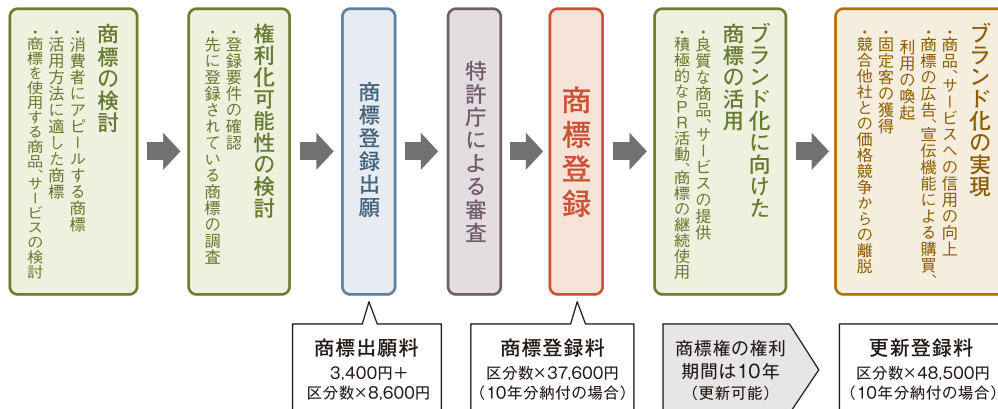 商標の検討
・消費者にアピールする商標
・活用方法に適した商標
・商標を使用する商品、サービスの検討
権利化可能性の検討
・登録要件の確認
・先に登録されている商標の調査
商標登録出願
特許庁による審査
商標登録
ブランド化に向けた
商標の活用
・良質な商品、サービスの提供
・積極的なPR活動、商標の継続使用
ブランド化の実現
・商品、サービスへの信用の向上
・商標の広告、宣伝機能による購買、
利用の喚起
・固定客の獲得
・競合他社との価格競争からの離脱
商標出願料
3,400円＋
区分数×8,600円
商標登録料
区分数×37,600円
（10年分納付の場合）
商標権の権利
期間は10年
（更新可能）
更新登録料
区分数×48,500円
（10年分納付の場合）